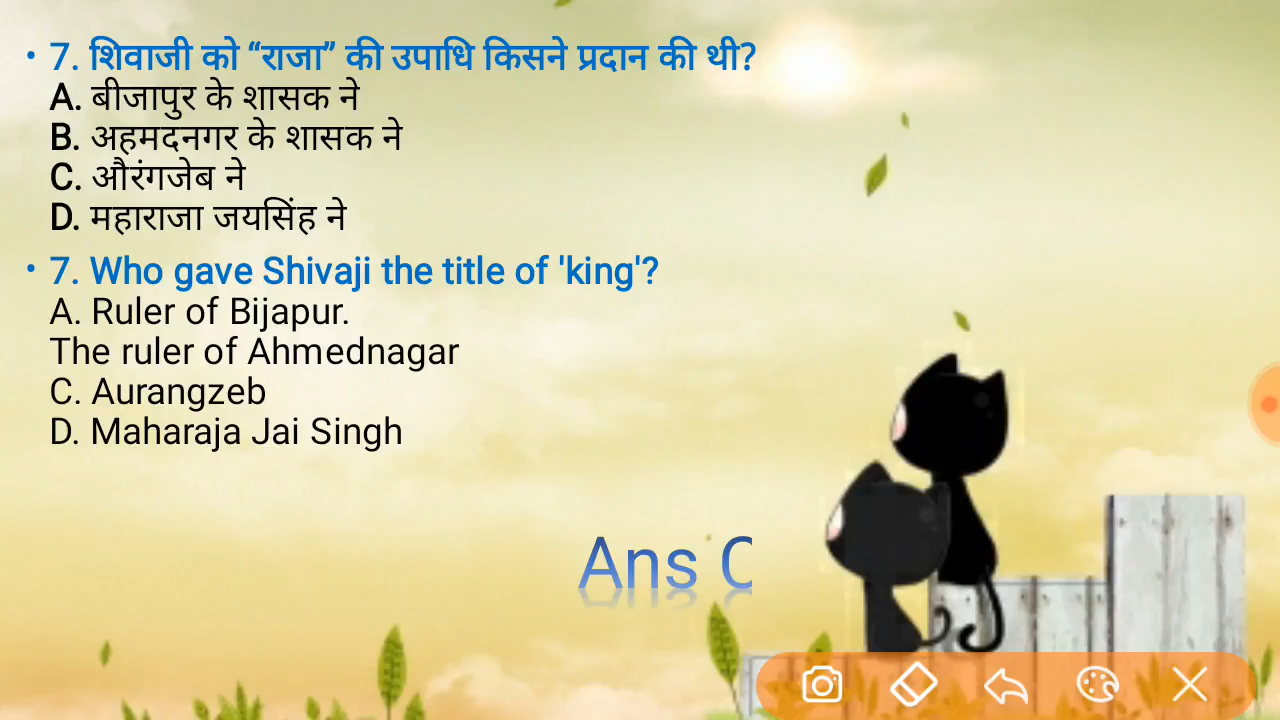 • 7. शिवाजी को “राजा” की उपाधि किसने प्रदान की थी?
A. बीजापुर के शासक ने
B. अहमदनगर के शासक ने
C. औरंगजेब ने
D. महाराजा जयसिंह ने
• 7. Who gave Shivaji the title of 'king'?
A. Ruler of Bijapur.
The ruler of Ahmednagar
C. Aurangzeb
D. Maharaja Jai Singh
Ans C